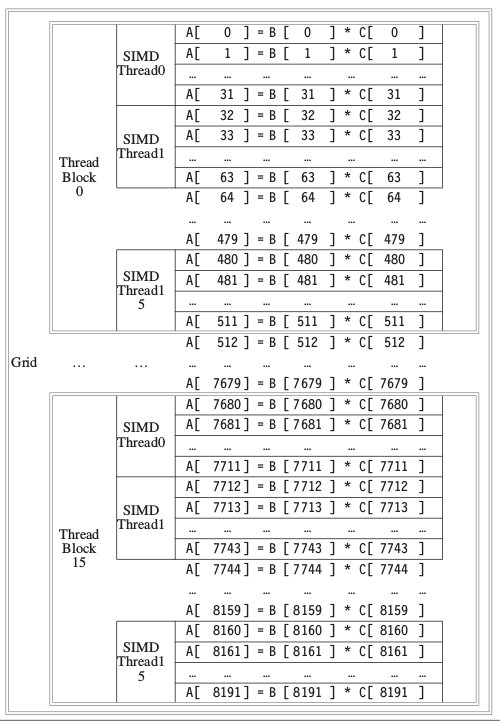 A[ 0 ] = B [ 0 ] * C[ 0 ]
SIMD A[ 1 ] = B [ 1 ] * C[ 1 ]
Thread0 … … … … … … …
A[ 31 ] = B [ 31 ] * C[ 31 ]
A[ 32 ] = B [ 32 ] * C[ 32 ]
SIMD A[ 33 ] = B [ 33 ] * C[ 33 ]
Thread1 … … … … … … …
Thread
Block
0
A[ 63 ] = B [ 63 ] * C[ 63 ]
A[ 64 ] = B [ 64 ] * C[ 64 ]
… … … … … … …
A[ 479 ] = B [ 479 ] * C[ 479 ]
A[ 480 ] = B [ 480 ] * C[ 480 ]
SIMD
Thread1
5
A[ 481 ] = B [ 481 ] * C[ 481 ]
… … … … … … …
A[ 511 ] = B [ 511 ] * C[ 511 ]
A[ 512 ] = B [ 512 ] * C[ 512 ]
Grid … … … … … … … … …
A[ 7679 ] = B [ 7679 ] * C[ 7679 ]
A[ 7680 ] = B [ 7680 ] * C[ 7680 ]
SIMD A[ 7681 ] = B [ 7681 ] * C[ 7681 ]
Thread0 … … … … … … …
A[ 7711 ] = B [ 7711 ] * C[ 7711 ]
A[ 7712 ] = B [ 7712 ] * C[ 7712 ]
SIMD A[ 7713 ] = B [ 7713 ] * C[ 7713 ]
Thread1 … … … … … … …
Thread
Block
15
A[ 7743 ] = B [ 7743 ] * C[ 7743 ]
A[ 7744 ] = B [ 7744 ] * C[ 7744 ]
… … … … … … …
A[ 8159 ] = B [ 8159 ] * C[ 8159 ]
A[ 8160 ] = B [ 8160 ] * C[ 8160 ]
SIMD
Thread1
5
A[ 8161 ] = B [ 8161 ] * C[ 8161 ]
… … … … … … …
A[ 8191 ] = B [ 8191 ] * C[ 8191 ]